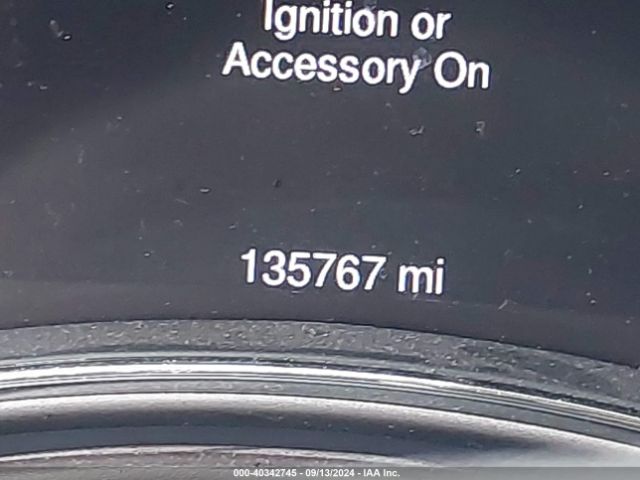 Ignition or
Accessory On
135767 mi
000-40342745 - 09/13/2024 - IAA Inc.